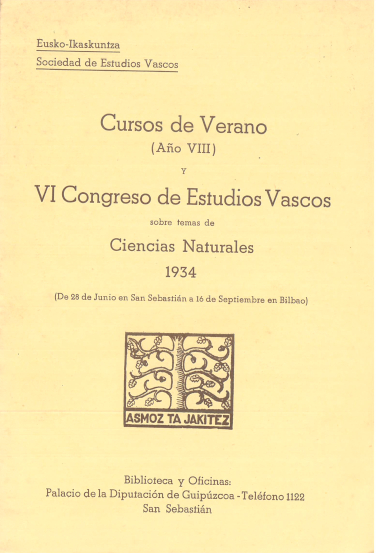 Eusko-Ikaskuntza
Sociedad de Estudios Vascos
Cursos de Verano
(Año VIII)
Y
VI Congreso de Estudios Vascos
sobre temas de
Ciencias Naturales
1934
(De 28 de Junio en San Sebastián a 16 de Septiembre en Bilbao)
ASMOZ TA JAKITEZ
Biblioteca y Oficinas:
Palacio de la Diputación de Guipúzcoa - Teléfono 1122
San Sebastián